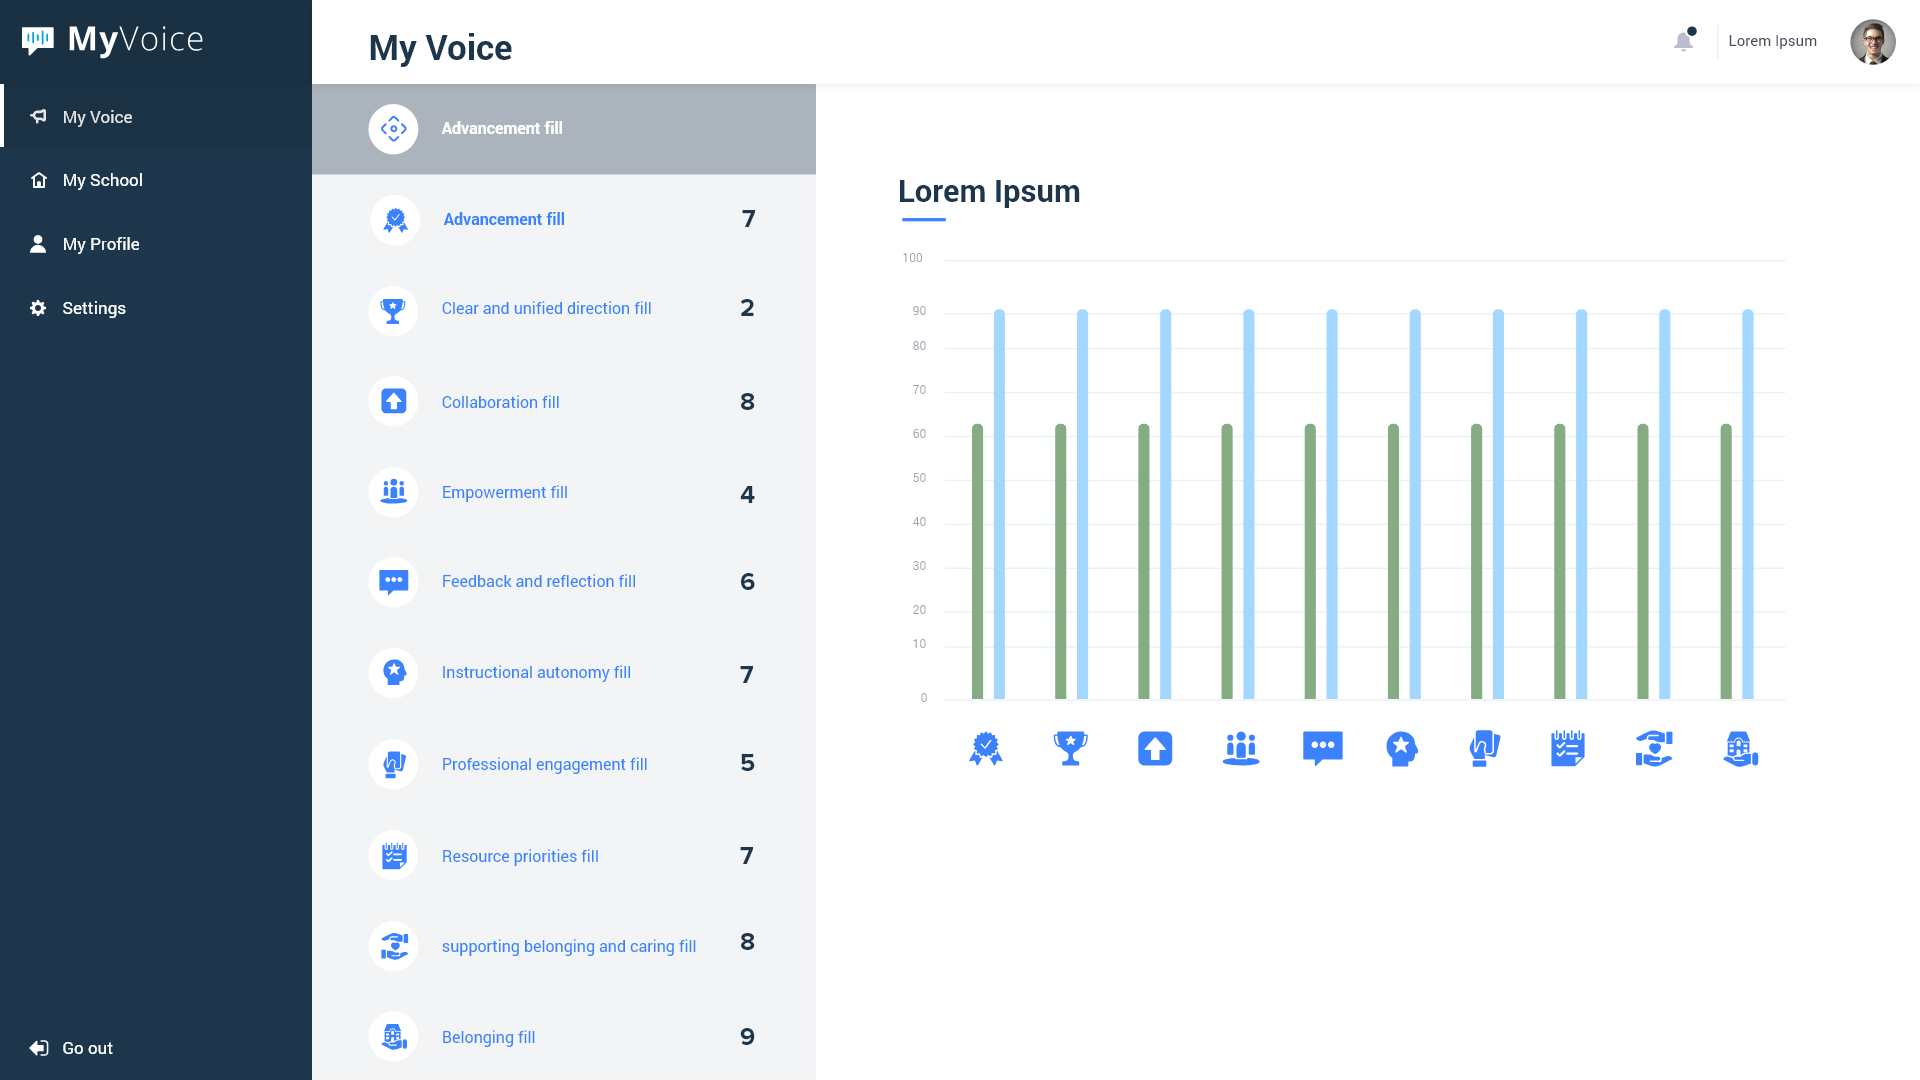 MyVoice
My Voice
Lorem Ipsum
My Voice
My School
My Profile
Settings
Go out
Advancement fill
Advancement fill 7
Clear and unified direction fill 2
Collaboration fill 8
Empowerment fill 4
Feedback and reflection fill 6
Instructional autonomy fill 7
Professional engagement fill 5
Resource priorities fill 7
supporting belonging and caring fill 8
Belonging fill 9
Lorem Ipsum
100
90
80
70
60
50
40
30
20
10
0